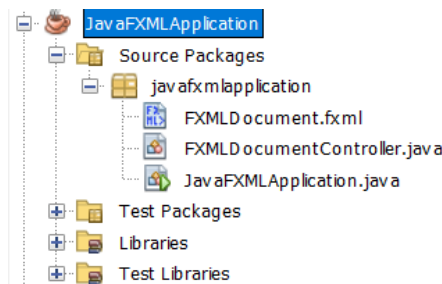 JavaFXMLApplication
Source Packages
javafxmlapplication
FXMLDocument.fxml
FXMLDocumentController.java
JavaFXMLApplication.java
Test Packages
Libraries
Test Libraries